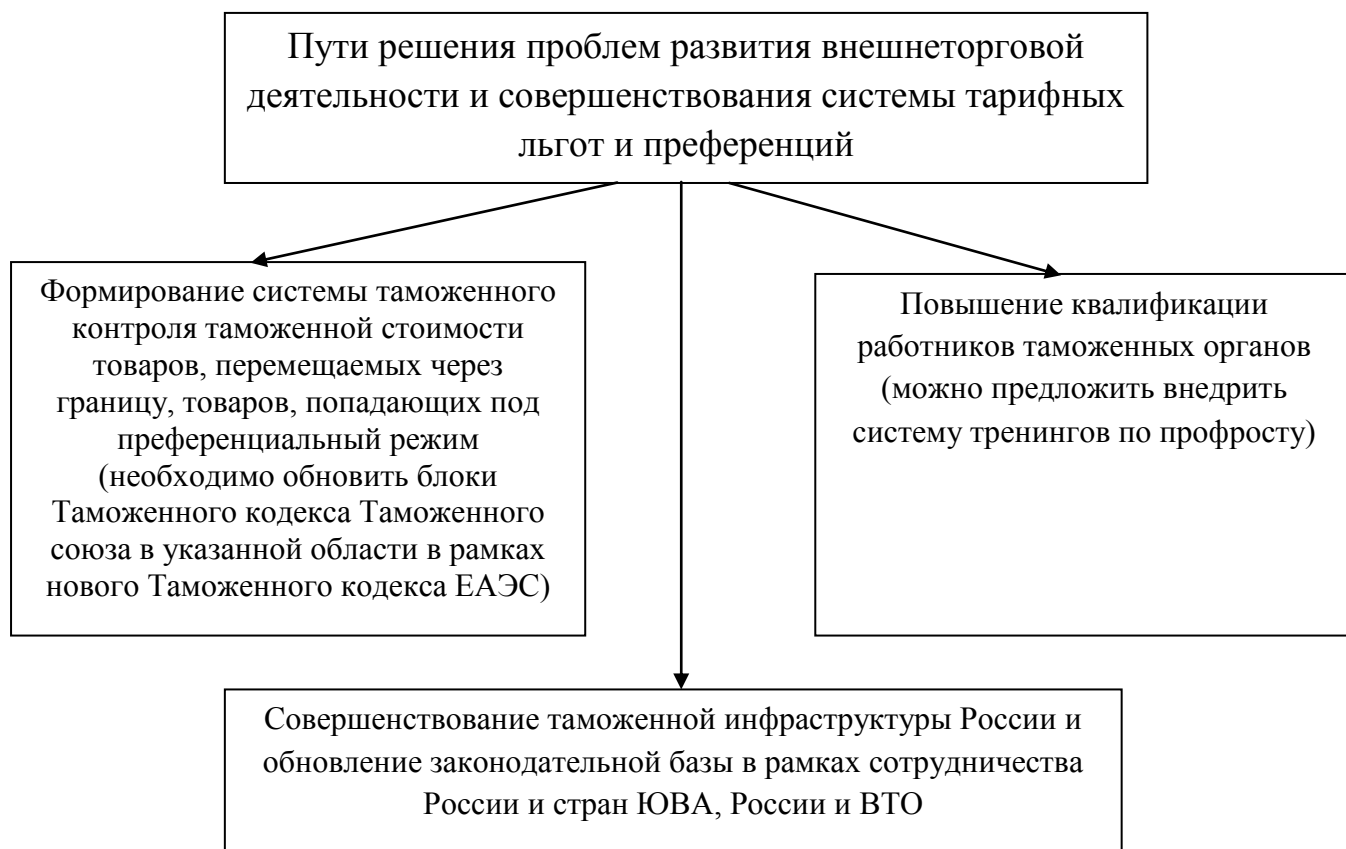 Пути решения проблем развития внешнеторговой
деятельности и совершенствования системы тарифных
льгот и преференций
Формирование системы таможенного
контроля таможенной стоимости
товаров, перемещаемых через
границу, товаров, попадающих под
преференциальный режим
(необходимо обновить блоки
Таможенного кодекса Таможенного
союза в указанной области в рамках
нового Таможенного кодекса ЕАЭС)
Повышение квалификации
работников таможенных органов
(можно предложить внедрить
систему тренингов по профросту)
Совершенствование таможенной инфраструктуры России и
обновление законодательной базы в рамках сотрудничества
России и стран ЮВА, России и ВТО